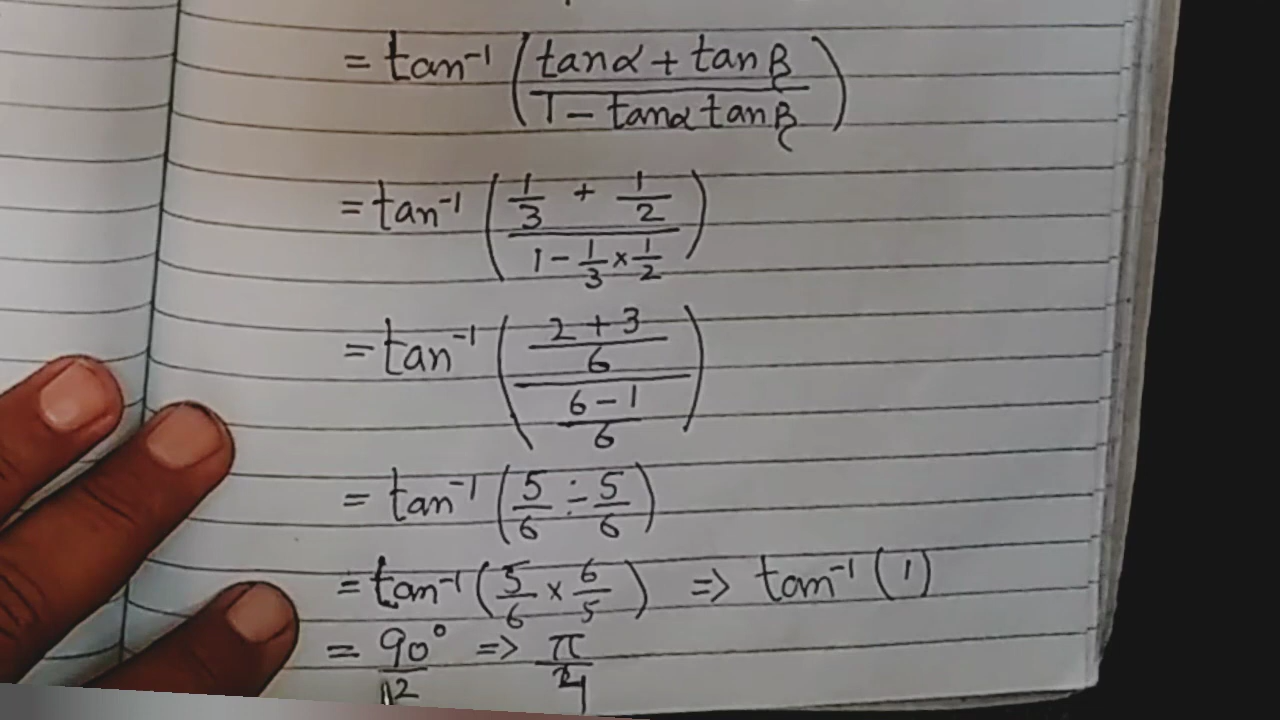 = tan⁻¹ (tanα + tanβ / 1 - tanα tanβ)
= tan⁻¹ (1/3 + 1/2 / 1 - 1/3 × 1/2)
= tan⁻¹ (2 + 3 / 6 / 6 - 1 / 6)
= tan⁻¹ (5/6 ÷ 5/6)
= tan⁻¹ (5/6 × 6/5) => tan⁻¹ (1)
= 90°/2 => π/4